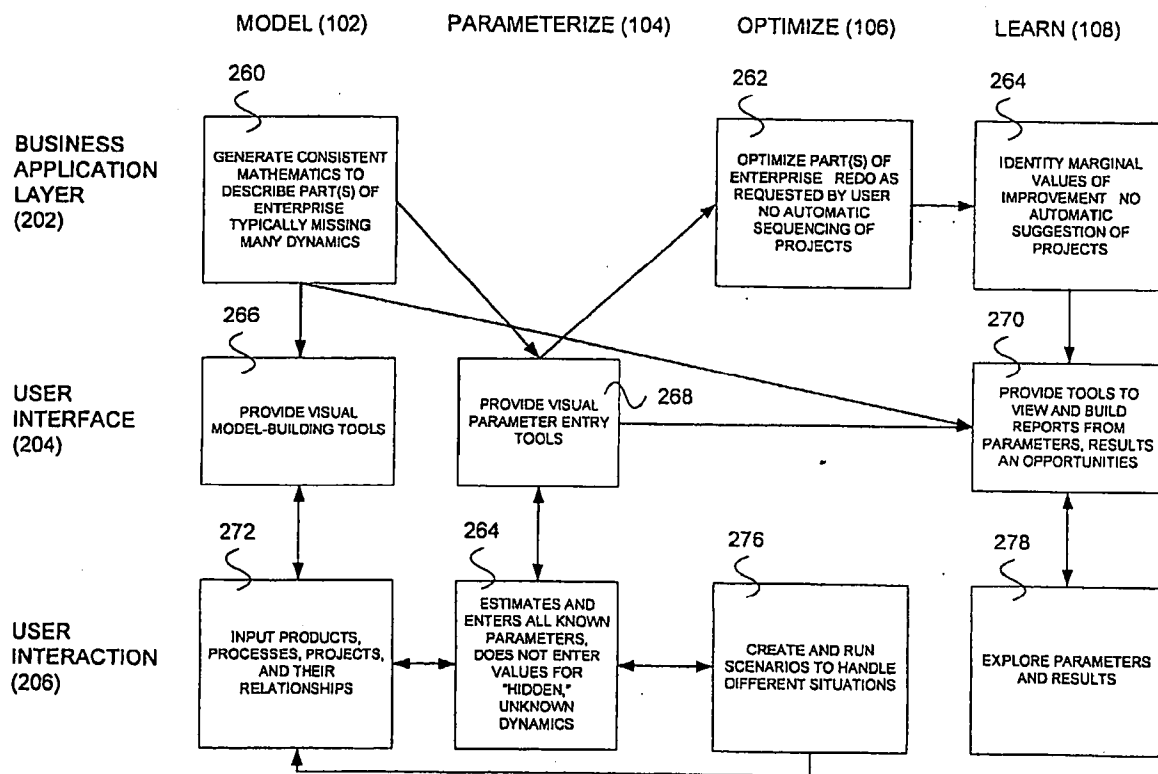 MODEL (102)
PARAMETERIZE (104)
OPTIMIZE (106)
LEARN (108)
260
262
264
BUSINESS
APPLICATION
LAYER
(202)
GENERATE CONSISTENT
MATHEMATICS TO
DESCRIBE PART(S) OF
ENTERPRISE
TYPICALLY MISSING
MANY DYNAMICS
OPTIMIZE PART(S) OF
ENTERPRISE REDO AS
REQUESTED BY USER
NO AUTOMATIC
SEQUENCING OF
PROJECTS
IDENTITY MARGINAL
VALUES OF
IMPROVEMENT NO
AUTOMATIC
SUGGESTION OF
PROJECTS
266
270
USER
INTERFACE
(204)
PROVIDE VISUAL
MODEL-BUILDING TOOLS
PROVIDE VISUAL
PARAMETER ENTRY
TOOLS
268
PROVIDE TOOLS TO
VIEW AND BUILD
REPORTS FROM
PARAMETERS, RESULTS
AN OPPORTUNITIES
272
264
276
278
USER
INTERACTION
(206)
INPUT PRODUCTS,
PROCESSES, PROJECTS,
AND THEIR
RELATIONSHIPS
ESTIMATES AND
ENTERS ALL KNOWN
PARAMETERS,
DOES NOT ENTER
VALUES FOR
"HIDDEN,"
UNKNOWN
DYNAMICS
CREATE AND RUN
SCENARIOS TO HANDLE
DIFFERENT SITUATIONS
EXPLORE PARAMETERS
AND RESULTS